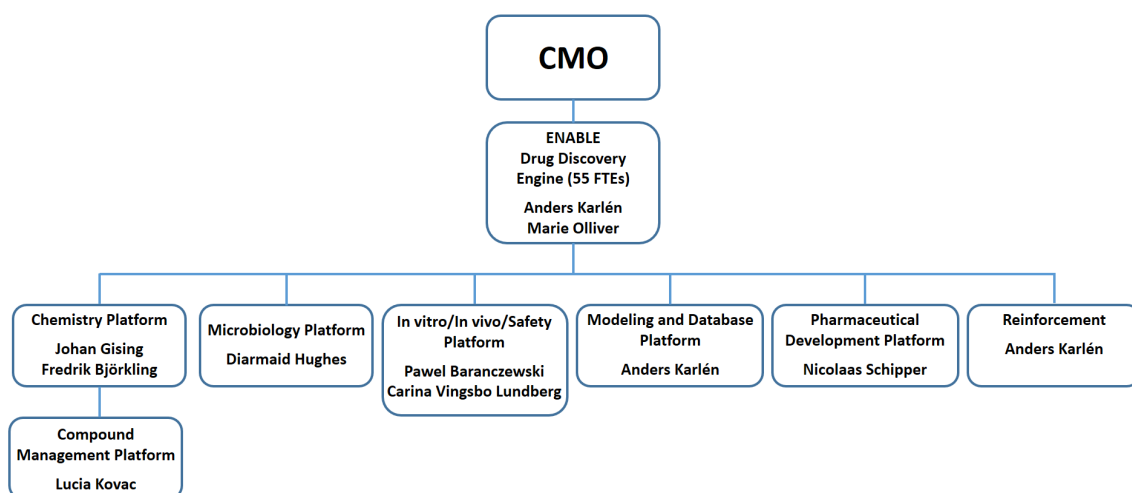 CMO
ENABLE
Drug Discovery
Engine (55 FTEs)
Anders Karlén
Marie Olliver
Chemistry Platform
Johan Gising
Fredrik Björkling
Microbiology Platform
Diarmaid Hughes
In vitro/In vivo/Safety
Platform
Pawel Baranczewski
Carina Vingsbo Lundberg
Modeling and Database
Platform
Anders Karlén
Pharmaceutical
Development Platform
Nicolaas Schipper
Reinforcement
Anders Karlén
Compound
Management Platform
Lucia Kovac